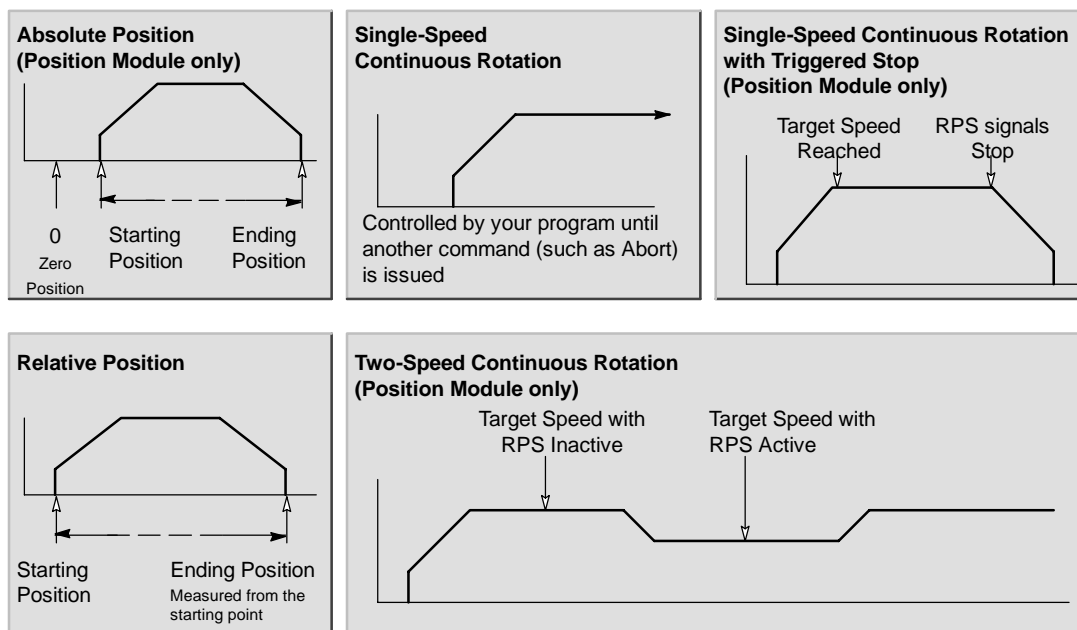 Absolute Position
(Position Module only)
0
Zero
Position
Starting
Position
Ending
Position
Single-Speed
Continuous Rotation
Controlled by your program until
another command (such as Abort)
is issued
Single-Speed Continuous Rotation
with Triggered Stop
(Position Module only)
Target Speed
Reached
RPS signals
Stop
Relative Position
Starting
Position
Ending Position
Measured from the
starting point
Two-Speed Continuous Rotation
(Position Module only)
Target Speed with
RPS Inactive
Target Speed with
RPS Active